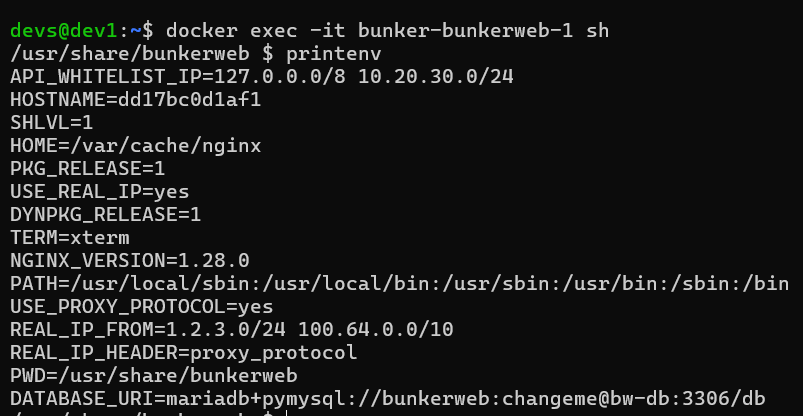 devs@dev1:~$ docker exec -it bunker-bunkerweb-1 sh
/usr/share/bunkerweb $ printenv
API_WHITELIST_IP=127.0.0.0/8 10.20.30.0/24
HOSTNAME=dd17bc0d1af1
SHLVL=1
HOME=/var/cache/nginx
PKG_RELEASE=1
USE_REAL_IP=yes
DYNPKG_RELEASE=1
TERM=xterm
NGINX_VERSION=1.28.0
PATH=/usr/local/sbin:/usr/local/bin:/usr/sbin:/usr/bin:/sbin:/bin
USE_PROXY_PROTOCOL=yes
REAL_IP_FROM=1.2.3.0/24 100.64.0.0/10
REAL_IP_HEADER=proxy_protocol
PWD=/usr/share/bunkerweb
DATABASE_URI=mariadb+pymysql://bunkerweb:changeme@bw-db:3306/db
/usr/share/bunkerweb $